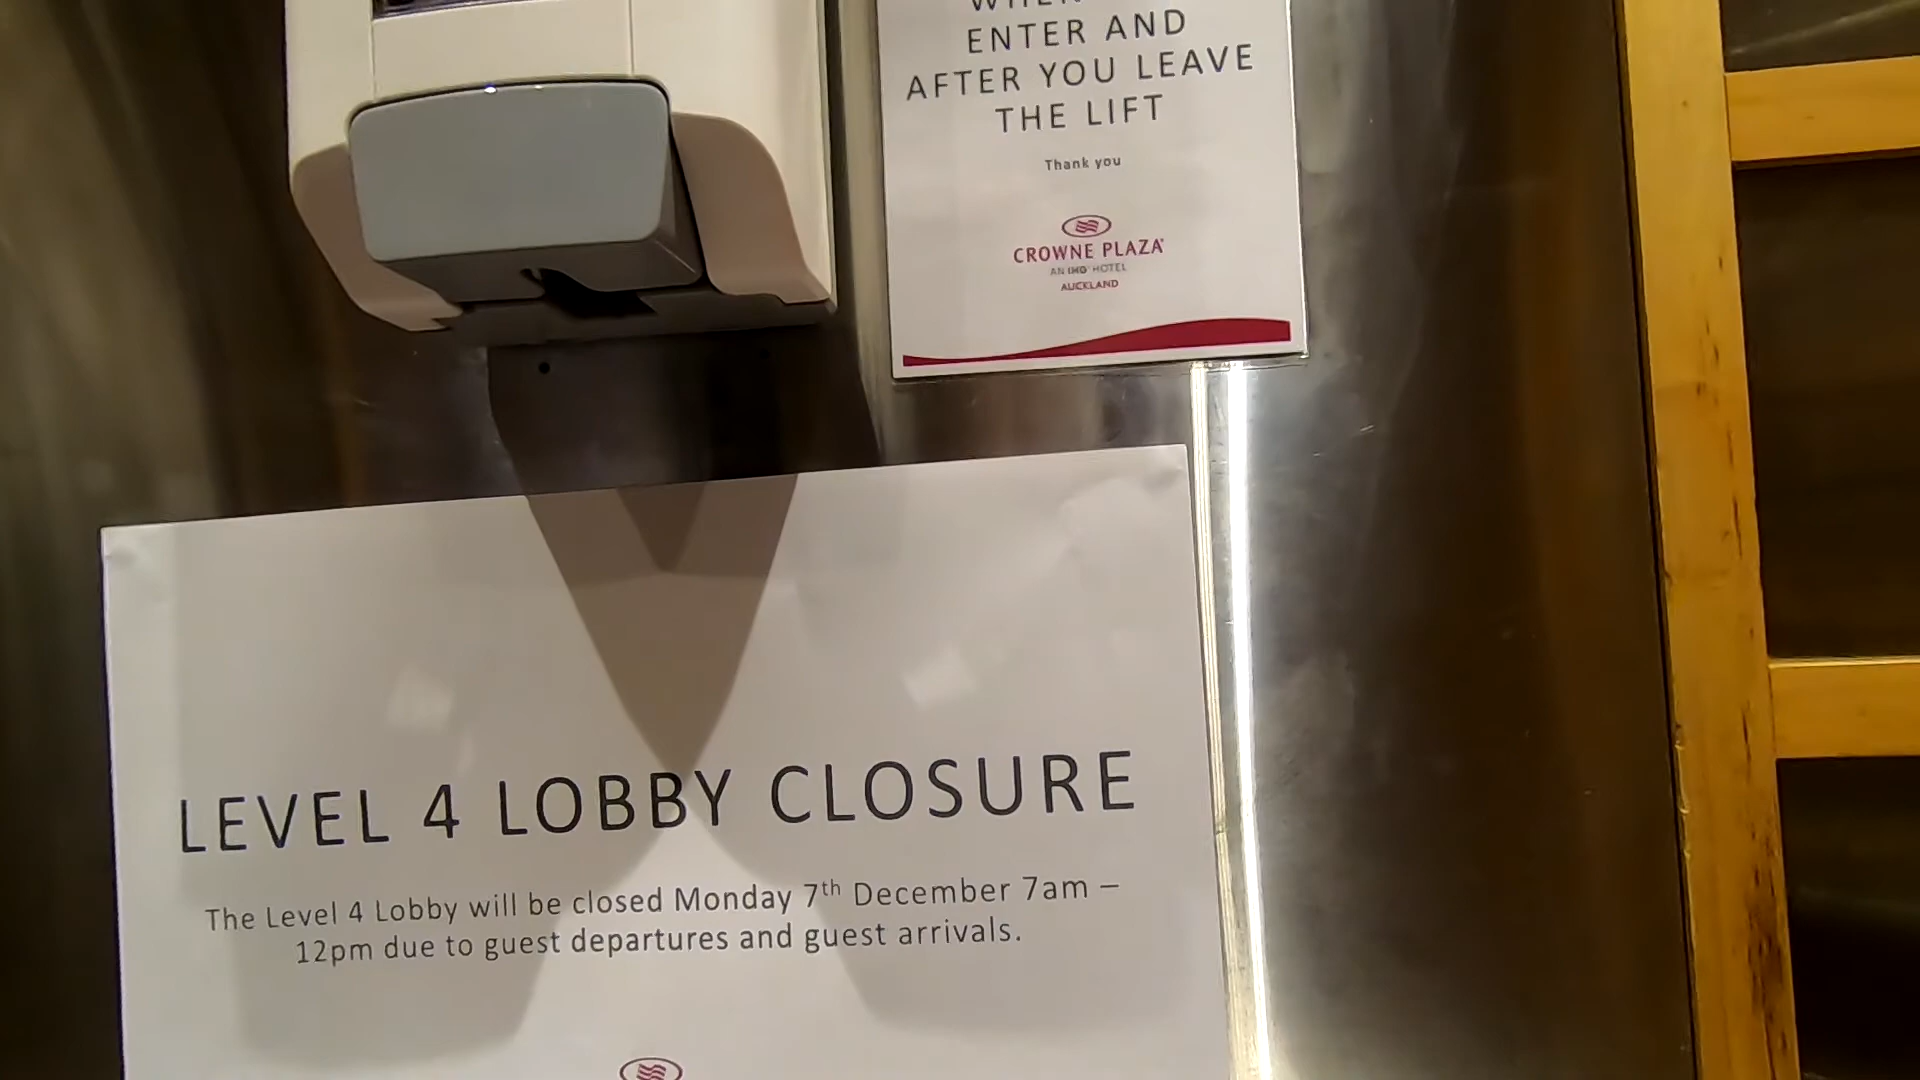 ENTER AND
AFTER YOU LEAVE
THE LIFT
Thank you
CROWNE PLAZA
AN IHG HOTEL
AUCKLAND
LEVEL 4 LOBBY CLOSURE
The Level 4 Lobby will be closed Monday 7th December 7am –
12pm due to guest departures and guest arrivals.